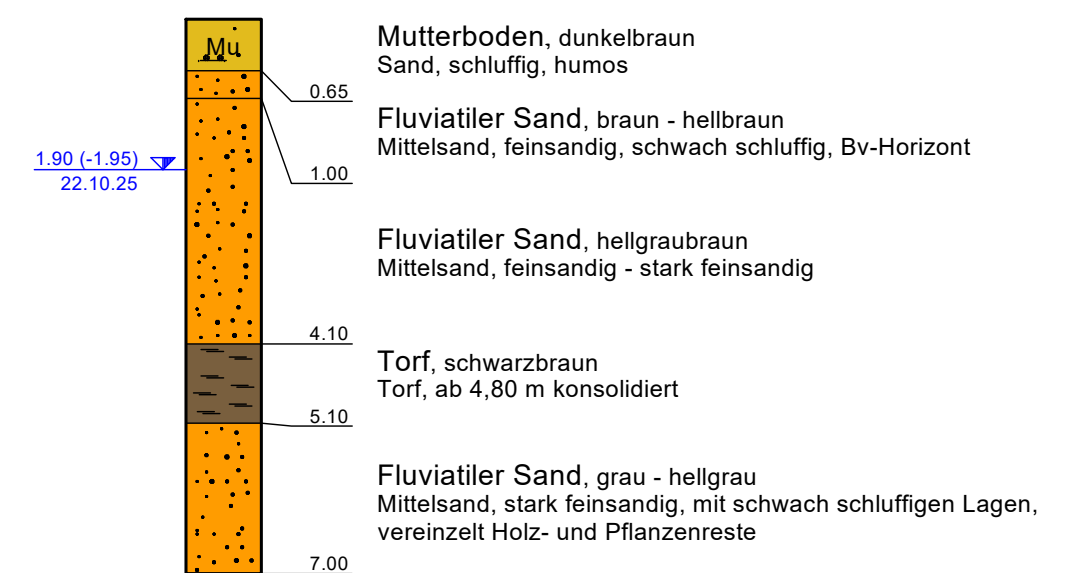 Mu
Mutterboden, dunkelbraun
Sand, schluffig, humos
0.65
Fluviatiler Sand, braun - hellbraun
Mittelsand, feinsandig, schwach schluffig, Bv-Horizont
1.90 (-1.95)
22.10.25
1.00
Fluviatiler Sand, hellgraubraun
Mittelsand, feinsandig - stark feinsandig
4.10
Torf, schwarzbraun
Torf, ab 4,80 m konsolidiert
5.10
Fluviatiler Sand, grau - hellgrau
Mittelsand, stark feinsandig, mit schwach schluffigen Lagen,
vereinzelt Holz- und Pflanzenreste
7.00